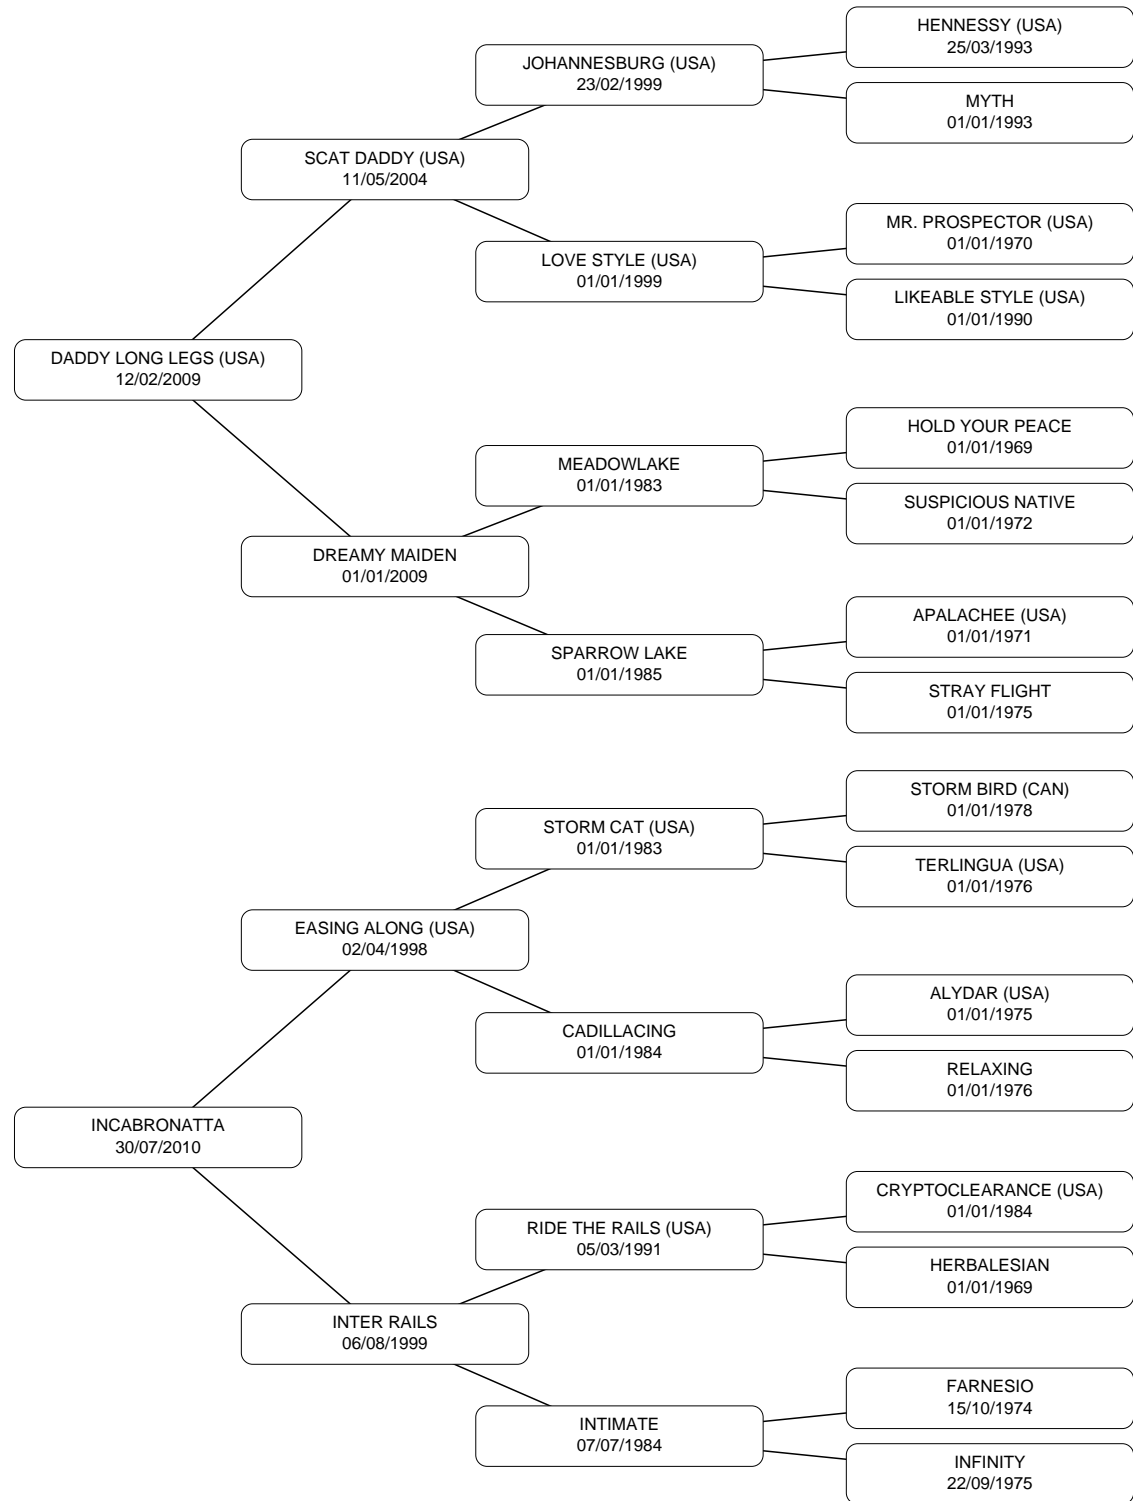 HENNESSY (USA)
25/03/1993
JOHANNESBURG (USA)
23/02/1999
MYTH
01/01/1993
SCAT DADDY (USA)
11/05/2004
MR. PROSPECTOR (USA)
01/01/1970
LOVE STYLE (USA)
01/01/1999
LIKEABLE STYLE (USA)
01/01/1990
DADDY LONG LEGS (USA)
12/02/2009
HOLD YOUR PEACE
01/01/1969
MEADOWLAKE
01/01/1983
SUSPICIOUS NATIVE
01/01/1972
DREAMY MAIDEN
01/01/2009
APALACHEE (USA)
01/01/1971
SPARROW LAKE
01/01/1985
STRAY FLIGHT
01/01/1975
STORM BIRD (CAN)
01/01/1978
STORM CAT (USA)
01/01/1983
TERLINGUA (USA)
01/01/1976
EASING ALONG (USA)
02/04/1998
ALYDAR (USA)
01/01/1975
CADILLACING
01/01/1984
RELAXING
01/01/1976
INCABRONATTA
30/07/2010
CRYPTOCLEARANCE (USA)
01/01/1984
RIDE THE RAILS (USA)
05/03/1991
HERBALESIAN
01/01/1969
INTER RAILS
06/08/1999
FARNESIO
15/10/1974
INTIMATE
07/07/1984
INFINITY
22/09/1975